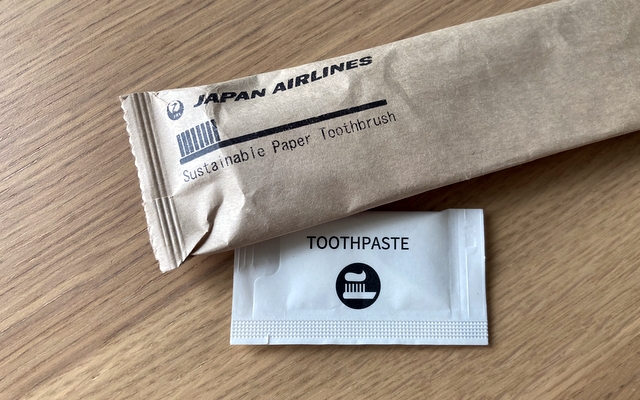 JAPAN AIRLINES
Sustainable Paper Toothbrush
TOOTHPASTE